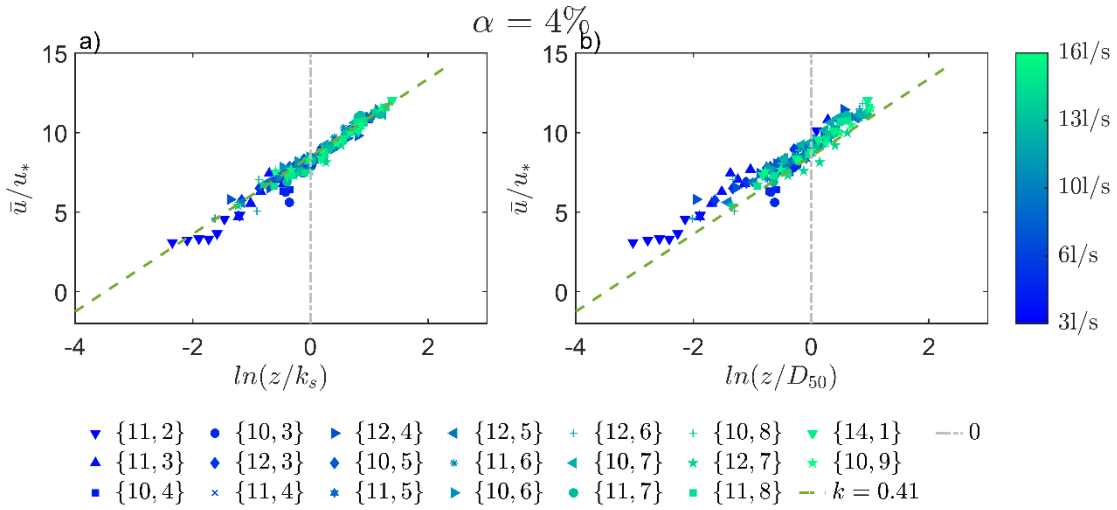 α = 4%
a)
b)
15
10
5
0
-4
-2
0
2
ū/u*
ln(z/k_s)
15
10
5
0
-4
-2
0
2
ū/u*
ln(z/D_50)
16l/s
13l/s
10l/s
6l/s
3l/s
{11, 2} {10, 3} {12, 4} {12, 5} {12, 6} {10, 8} {14, 1} 0
{11, 3} {12, 3} {10, 5} {11, 6} {10, 7} {12, 7} {10, 9}
{10, 4} {11, 4} {11, 5} {10, 6} {11, 7} {11, 8} k = 0.41